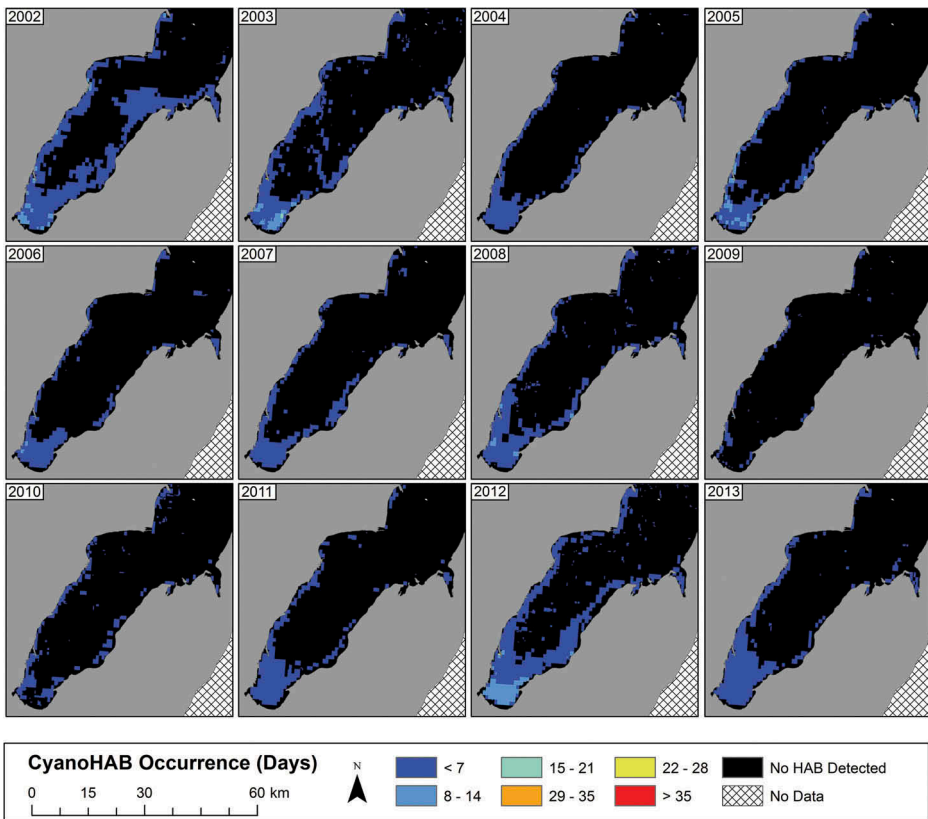 2002
2003
2004
2005
2006
2007
2008
2009
2010
2011
2012
2013
CyanoHAB Occurrence (Days)
0 15 30 60 km
N
< 7
15 - 21
22 - 28
No HAB Detected
8 - 14
29 - 35
> 35
No Data